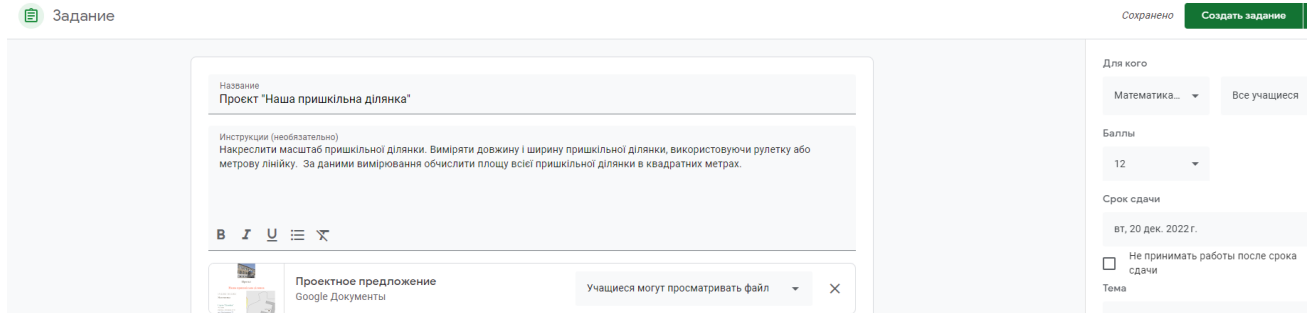 Задание
Сохранено
Создать задание
Название
Проєкт "Наша пришкільна ділянка"
Инструкции (необязательно)
Накреслити масштаб пришкільної ділянки. Виміряти довжину і ширину пришкільної ділянки, використовуючи рулетку або
метрову лінійку. За даними вимірювання обчислити площу всієї пришкільної ділянки в квадратних метрах.
B I U
Проектное предложение
Google Документы
Учащиеся могут просматривать файл
Для кого
Математика...
Все учащиеся
Баллы
12
Срок сдачи
вт, 20 дек. 2022 г.
Не принимать работы после срока
сдачи
Тема